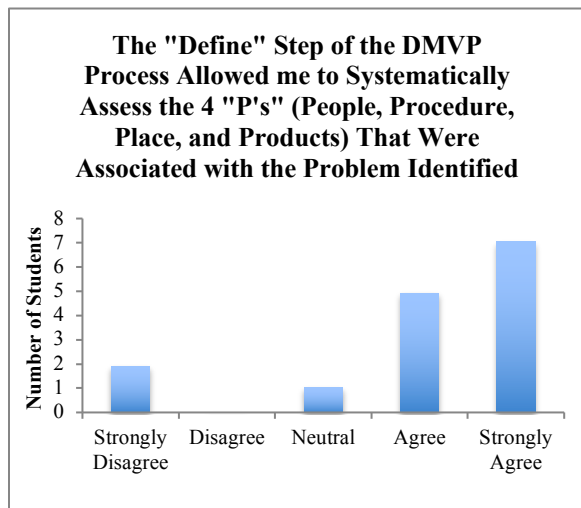 The "Define" Step of the DMVP
Process Allowed me to Systematically
Assess the 4 "P's" (People, Procedure,
Place, and Products) That Were
Associated with the Problem Identified
Number of Students
8
7
6
5
4
3
2
1
0
Strongly Disagree
Disagree
Neutral
Agree
Strongly Agree